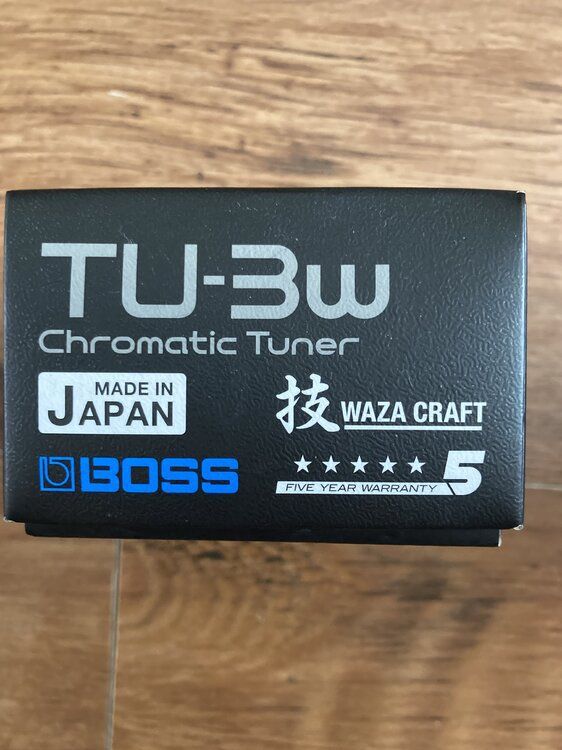 TU-3w
Chromatic Tuner
MADE IN
JAPAN
技 WAZA CRAFT
BOSS
FIVE YEAR WARRANTY 5